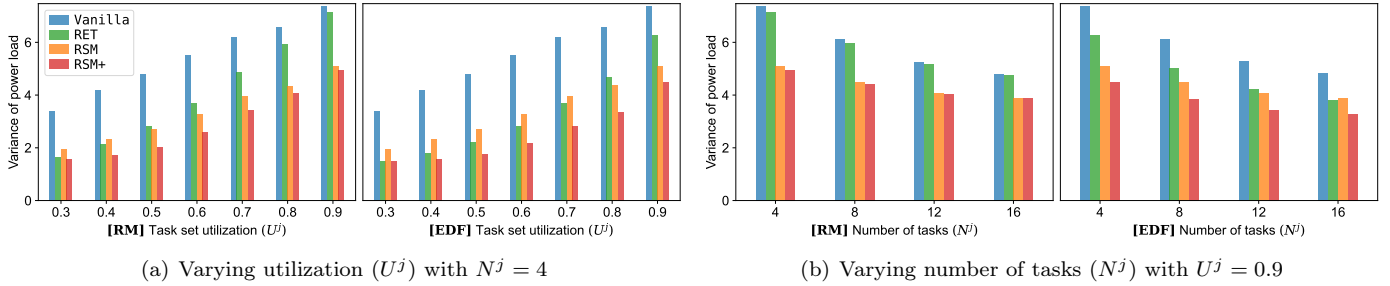 Variance of power load
0
2
4
6
Vanilla
RET
RSM
RSM+
0.3 0.4 0.5 0.6 0.7 0.8 0.9
[RM] Task set utilization (U^j)
0.3 0.4 0.5 0.6 0.7 0.8 0.9
[EDF] Task set utilization (U^j)
(a) Varying utilization (U^j) with N^j = 4
Variance of power load
0
2
4
6
4 8 12 16
[RM] Number of tasks (N^j)
4 8 12 16
[EDF] Number of tasks (N^j)
(b) Varying number of tasks (N^j) with U^j = 0.9